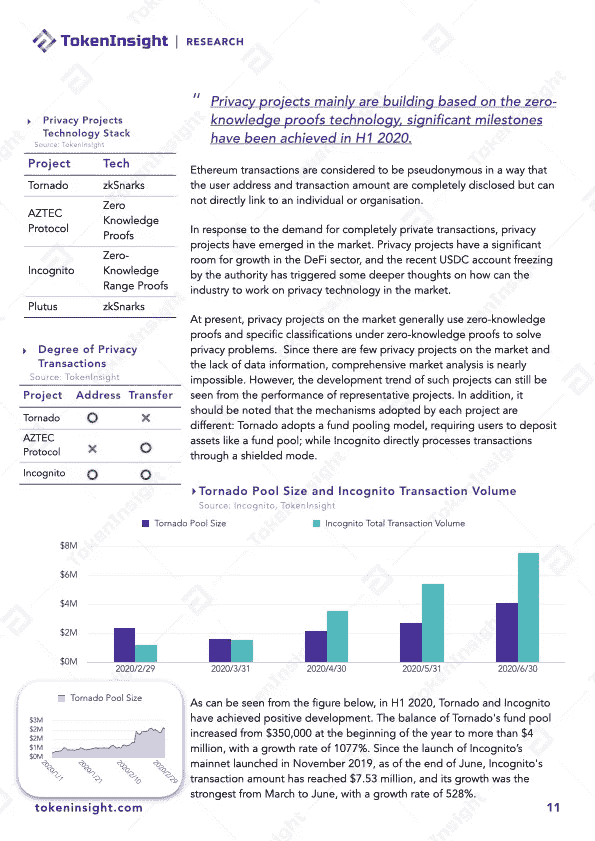 TokenInsight | RESEARCH
Privacy Projects
Technology Stack
Source: TokenInsight
Project Tech
Tornado zkSnarks
AZTEC Protocol Zero Knowledge Proofs
Incognito Zero-Knowledge Range Proofs
Plutus zkSnarks
Degree of Privacy
Transactions
Source: TokenInsight
Project Address Transfer
Tornado
AZTEC
Protocol
Incognito
“ Privacy projects mainly are building based on the zero-
knowledge proofs technology, significant milestones
have been achieved in H1 2020.
Ethereum transactions are considered to be pseudonymous in a way that
the user address and transaction amount are completely disclosed but can
not directly link to an individual or organisation.
In response to the demand for completely private transactions, privacy
projects have emerged in the market. Privacy projects have a significant
room for growth in the DeFi sector, and the recent USDC account freezing
by the authority has triggered some deeper thoughts on how can the
industry to work on privacy technology in the market.
At present, privacy projects on the market generally use zero-knowledge
proofs and specific classifications under zero-knowledge proofs to solve
privacy problems. Since there are few privacy projects on the market and
the lack of data information, comprehensive market analysis is nearly
impossible. However, the development trend of such projects can still be
seen from the performance of representative projects. In addition, it
should be noted that the mechanisms adopted by each project are
different: Tornado adopts a fund pooling model, requiring users to deposit
assets like a fund pool; while Incognito directly processes transactions
through a shielded mode.
Tornado Pool Size and Incognito Transaction Volume
Source: Incognito, TokenInsight
Tornado Pool Size Incognito Total Transaction Volume
$8M
$6M
$4M
$2M
$0M
2020/2/29 2020/3/31 2020/4/30 2020/5/31 2020/6/30
Tornado Pool Size
$3M
$2M
$2M
$1M
$0M
2020/1/1 2020/1/21 2020/2/10 2020/2/29
As can be seen from the figure below, in H1 2020, Tornado and Incognito
have achieved positive development. The balance of Tornado's fund pool
increased from $350,000 at the beginning of the year to more than $4
million, with a growth rate of 1077%. Since the launch of Incognito’s
mainnet launched in November 2019, as of the end of June, Incognito's
transaction amount has reached $7.53 million, and its growth was the
strongest from March to June, with a growth rate of 528%.
tokeninsight.com 11